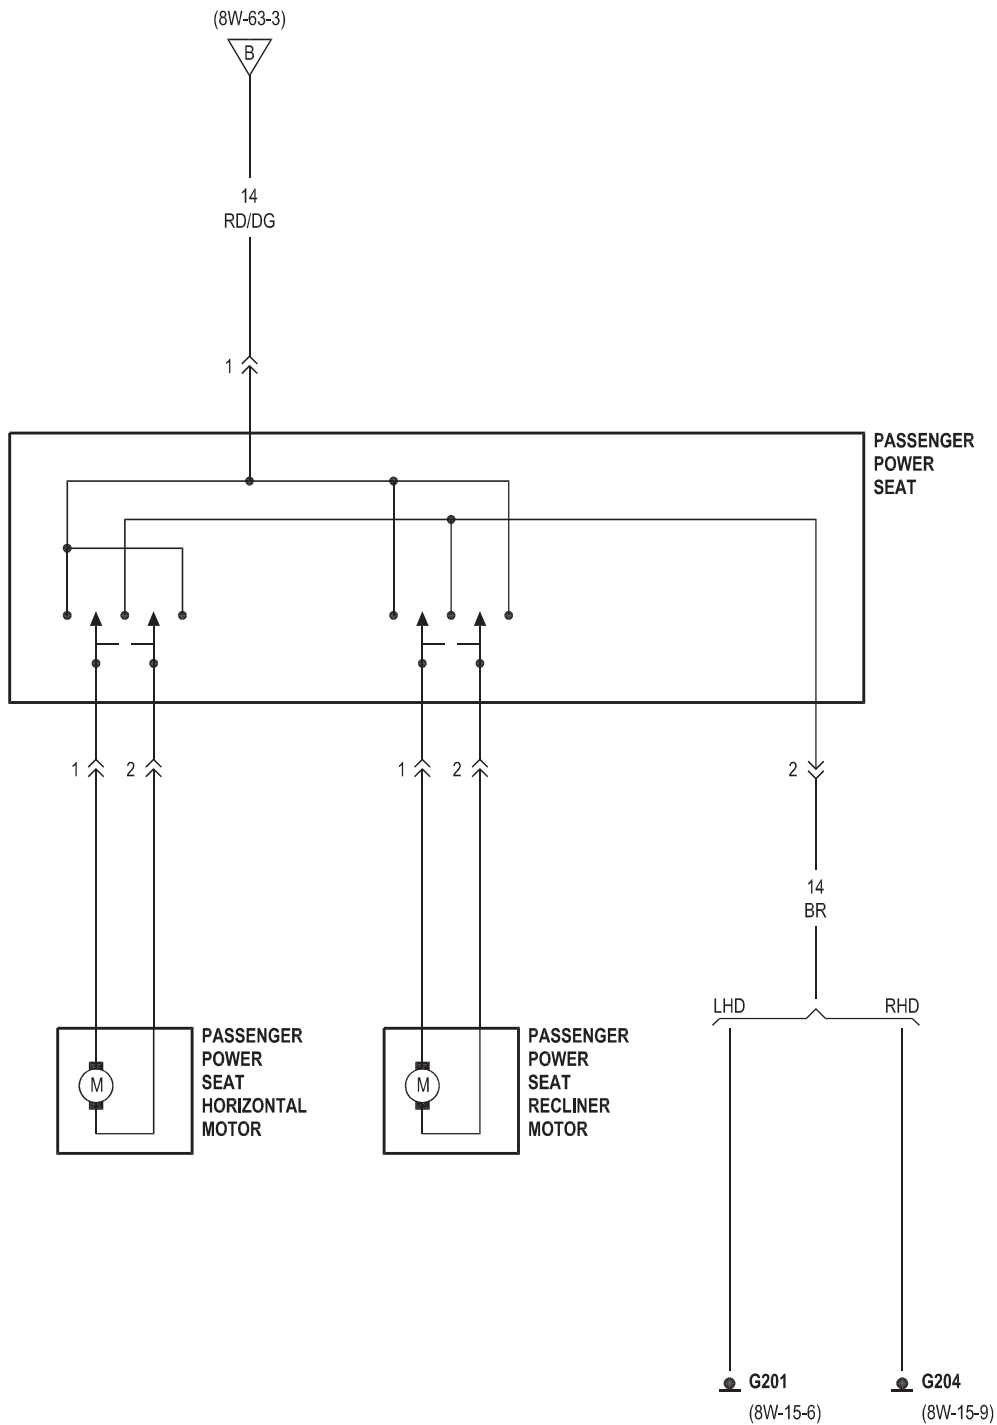 (8W-63-3)
B
14
RD/DG
1
PASSENGER
POWER
SEAT
1
2
1
2
2
14
BR
LHD
RHD
PASSENGER
POWER
SEAT
HORIZONTAL
MOTOR
M
PASSENGER
POWER
SEAT
RECLINER
MOTOR
M
G201
(8W-15-6)
G204
(8W-15-9)